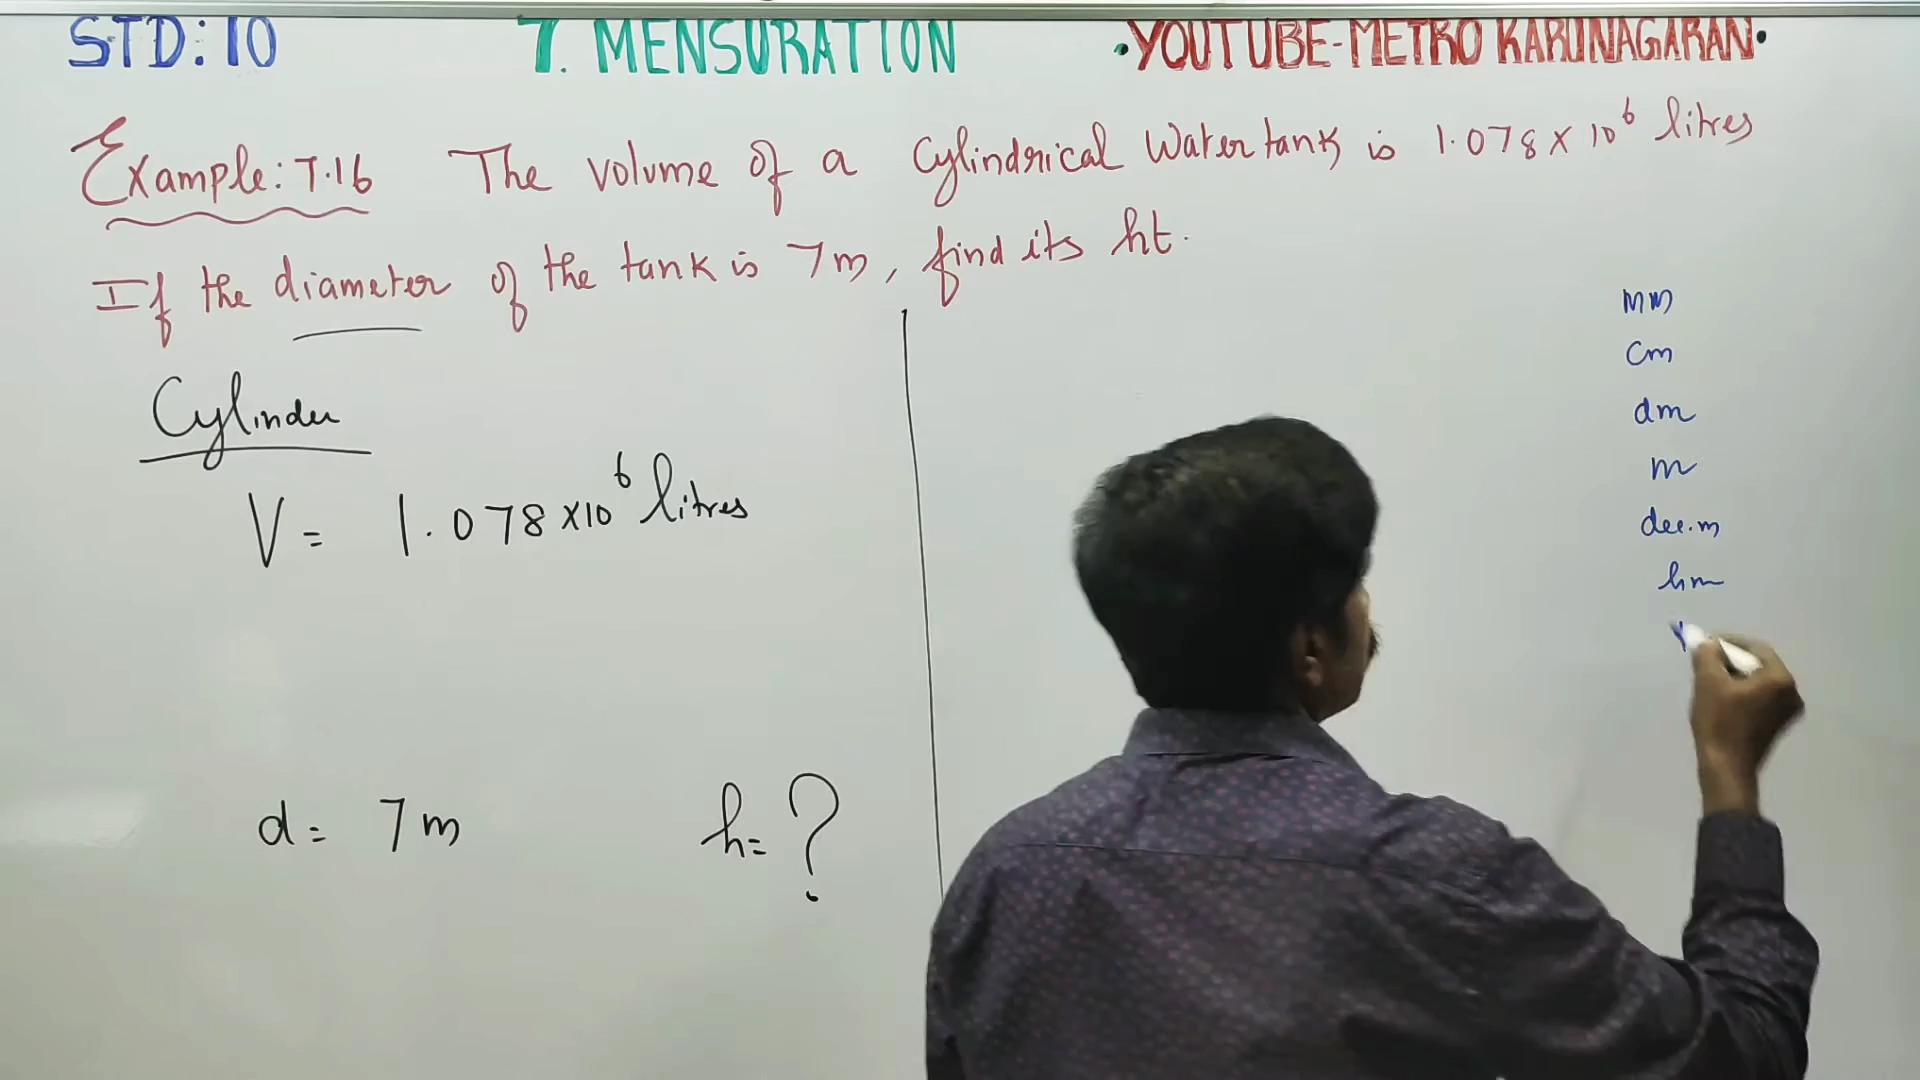 STD: 10
7. MENSURATION
•YOUTUBE-METRO KARUNAGARAN•
Example: 7.16 The volume of a Cylindrical Water tank is 1.078 x 10⁶ litres
If the diameter of the tank is 7m, find its ht.
Cylinder
V = 1.078 x10⁶ litres
d = 7 m
h= ?
mm
cm
dm
m
dec.m
hm